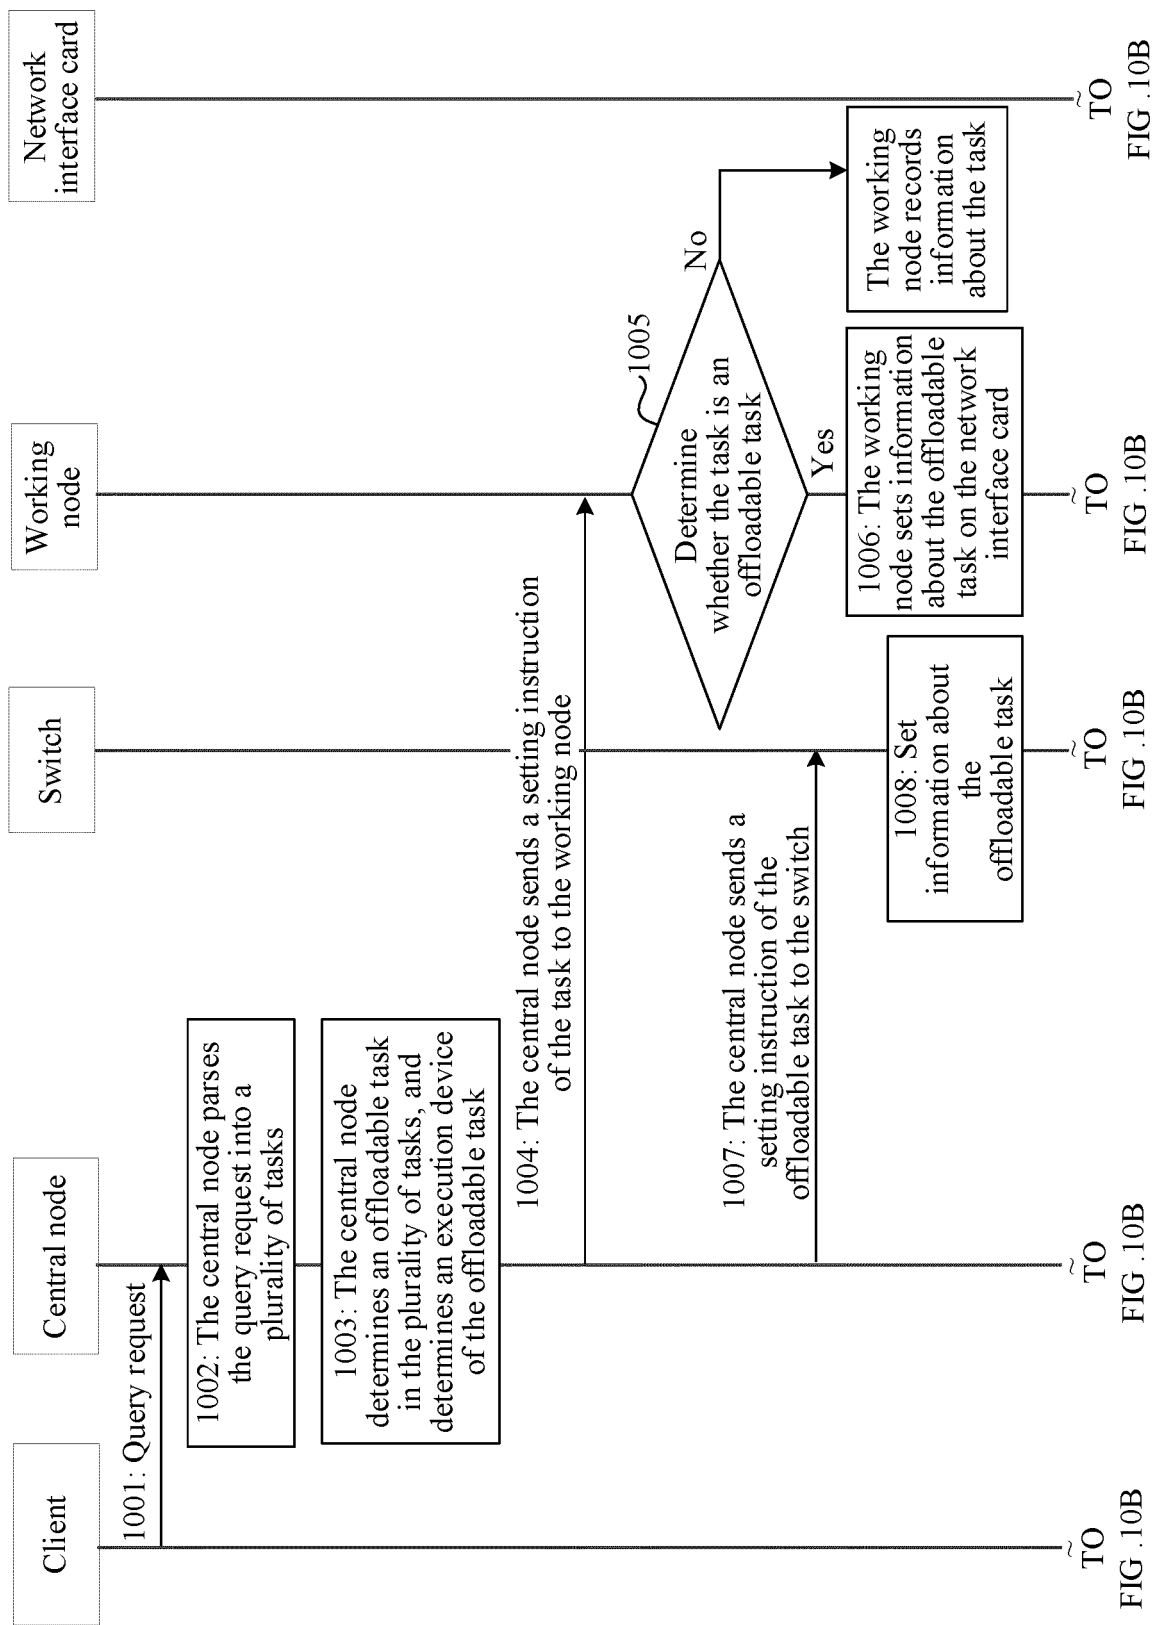 Client
Central node
Switch
Working
node
Network
interface card
1001: Query request
1002: The central node parses
the query request into a
plurality of tasks
1003: The central node
determines an offloadable task
in the plurality of tasks, and
determines an execution device
of the offloadable task
1004: The central node sends a setting instruction
of the task to the working node
1005
Determine
whether the task is an
offloadable task
No
Yes
The working
node records
information
about the task
1006: The working
node sets information
about the offloadable
task on the network
interface card
1007: The central node sends a
setting instruction of the
offloadable task to the switch
1008: Set
information about
the
offloadable task
TO
FIG .10B
TO
FIG .10B
TO
FIG .10B
TO
FIG .10B
TO
FIG .10B